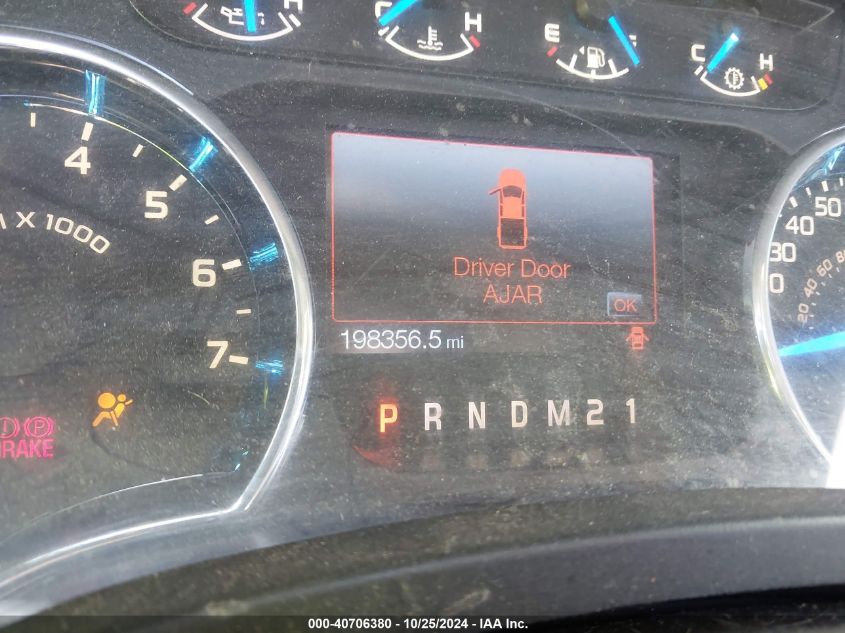 H
C H
E F
C H
4
5
X 1000
6
7
Driver Door
AJAR
OK
198356.5 mi
P R N D M 2 1
BRAKE
50
40
30
0
80
60
40
20
000-40706380 - 10/25/2024 - IAA Inc.